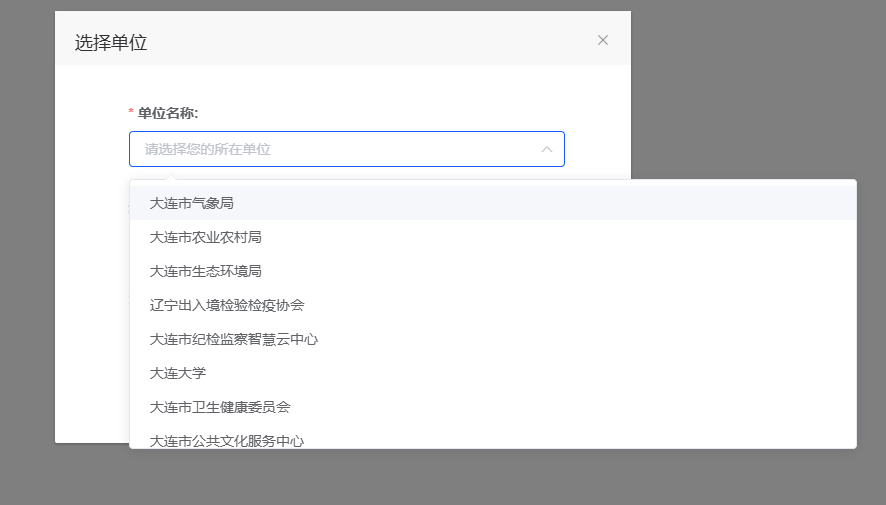 选择单位
* 单位名称:
请选择您的所在单位
大连市气象局
大连市农业农村局
大连市生态环境局
辽宁出入境检验检疫协会
大连市纪检监察智慧云中心
大连大学
大连市卫生健康委员会
大连市公共文化服务中心